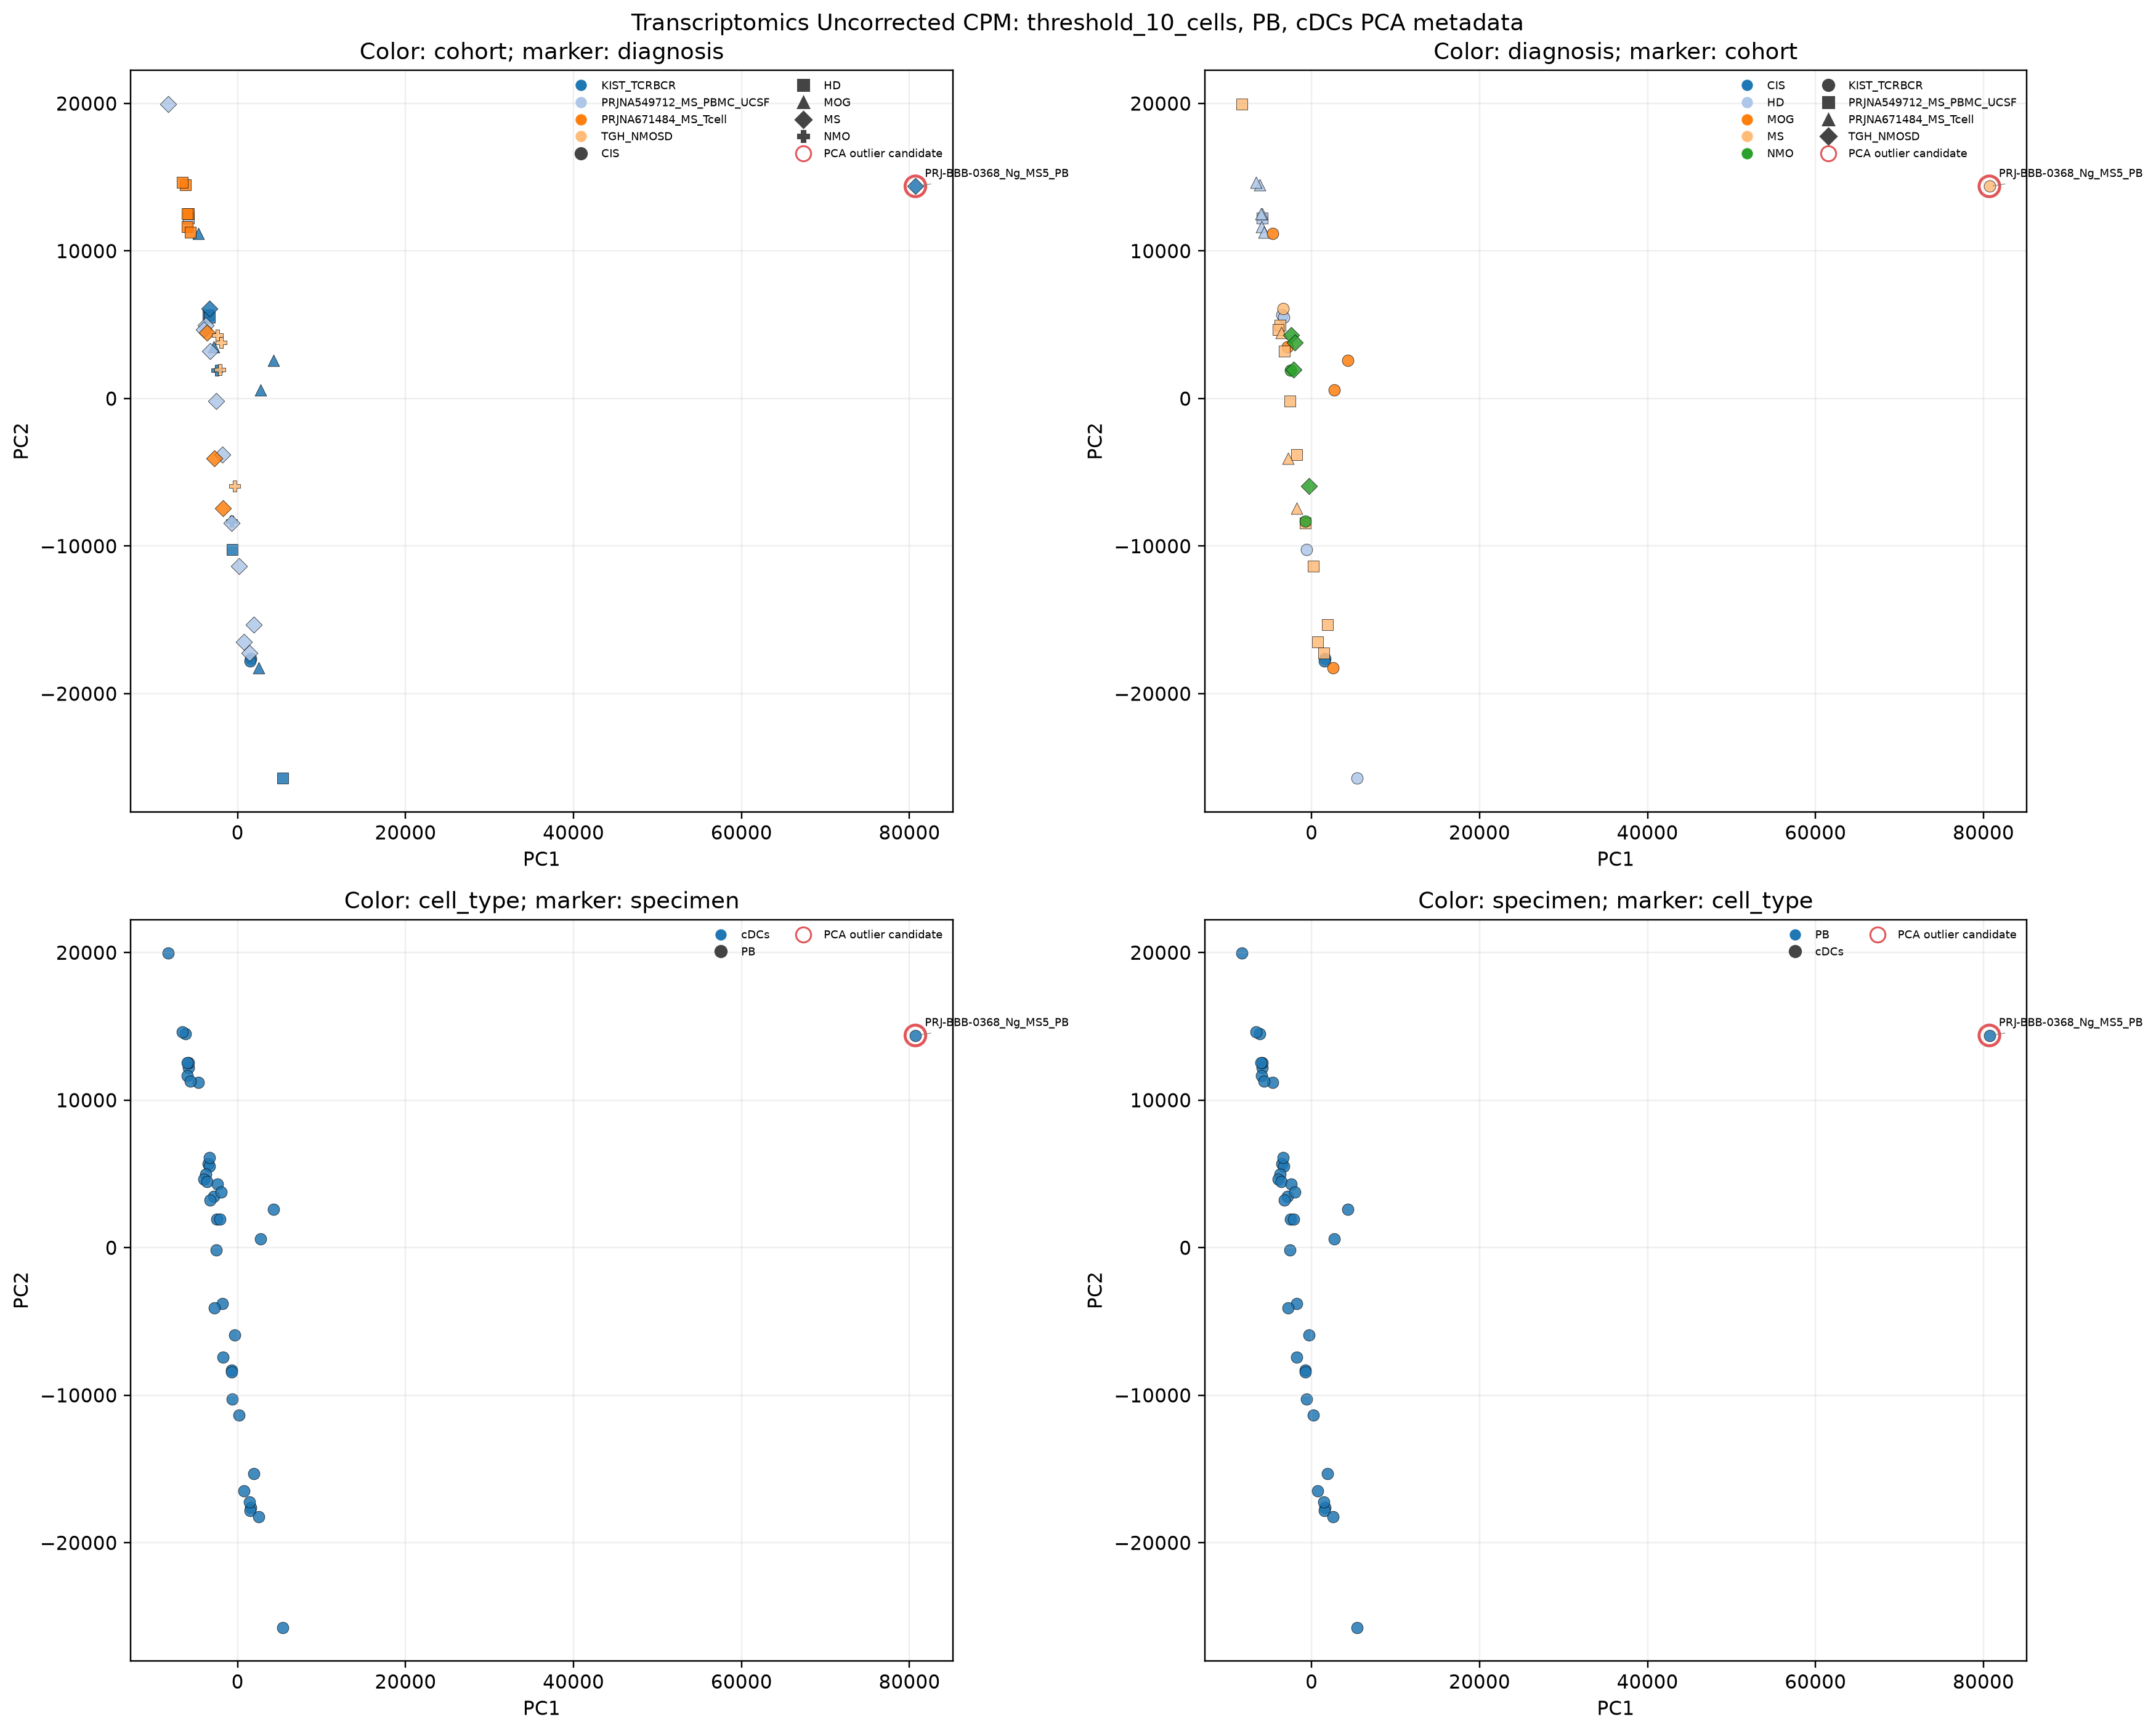 Transcriptomics Uncorrected CPM: threshold_10_cells, PB, cDCs PCA metadata
Color: cohort; marker: diagnosis
KIST_TCRBCR
PRJNA549712_MS_PBMC_UCSF
PRJNA671484_MS_Tcell
TGH_NMOSD
CIS
HD
MOG
MS
NMO
PCA outlier candidate
PRJ-BBB-0368_Ng_MS5_PB
20000
10000
0
−10000
−20000
PC2
0 20000 40000 60000 80000
PC1
Color: diagnosis; marker: cohort
CIS
HD
MOG
MS
NMO
KIST_TCRBCR
PRJNA549712_MS_PBMC_UCSF
PRJNA671484_MS_Tcell
TGH_NMOSD
PCA outlier candidate
PRJ-BBB-0368_Ng_MS5_PB
20000
10000
0
−10000
−20000
PC2
0 20000 40000 60000 80000
PC1
Color: cell_type; marker: specimen
cDCs
PB
PCA outlier candidate
PRJ-BBB-0368_Ng_MS5_PB
20000
10000
0
−10000
−20000
PC2
0 20000 40000 60000 80000
PC1
Color: specimen; marker: cell_type
PB
cDCs
PCA outlier candidate
PRJ-BBB-0368_Ng_MS5_PB
20000
10000
0
−10000
−20000
PC2
0 20000 40000 60000 80000
PC1